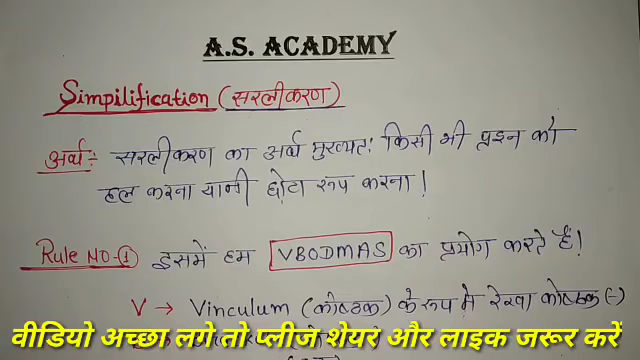 A.S. ACADEMY
Simpilification (सरलीकरण)
अर्थ :- सरलीकरण का अर्थ मुख्यतः किसी भी प्रश्न को
हल करना यानी छोटा रूप करना !
Rule NO-① इसमें हम VBODMAS का प्रयोग करते हैं !
V → Vinculum (कोष्ठक) के रूप मे रेखा कोष्ठक (-)
वीडियो अच्छा लगे तो प्लीज शेयर और लाइक जरूर करें